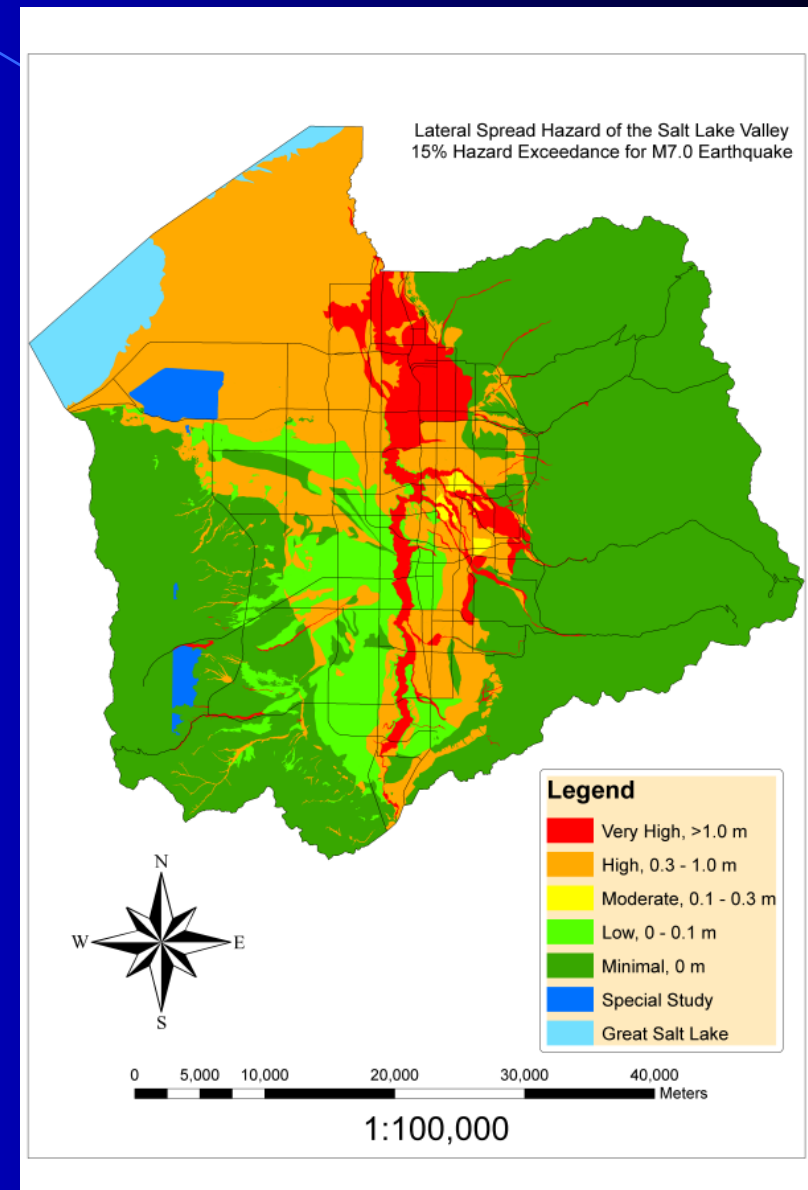 Lateral Spread Hazard of the Salt Lake Valley
15% Hazard Exceedance for M7.0 Earthquake
Legend
Very High, >1.0 m
High, 0.3 - 1.0 m
Moderate, 0.1 - 0.3 m
Low, 0 - 0.1 m
Minimal, 0 m
Special Study
Great Salt Lake
N
W E
S
0 5,000 10,000 20,000 30,000 40,000
Meters
1:100,000